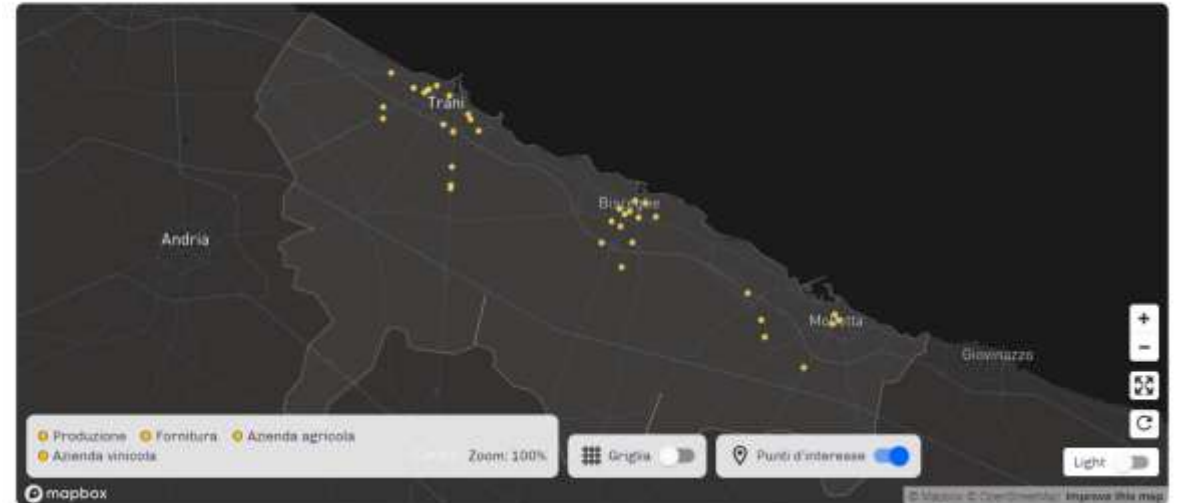 Trani
Bisceglie
Andria
Molfetta
Giovinazzo
+
−
Produzione Fornitura Azienda agricola
Azienda vinicola
Zoom: 100%
Griglia
Punti d'interesse
Light
mapbox
© Mapbox © OpenStreetMap Improve this map